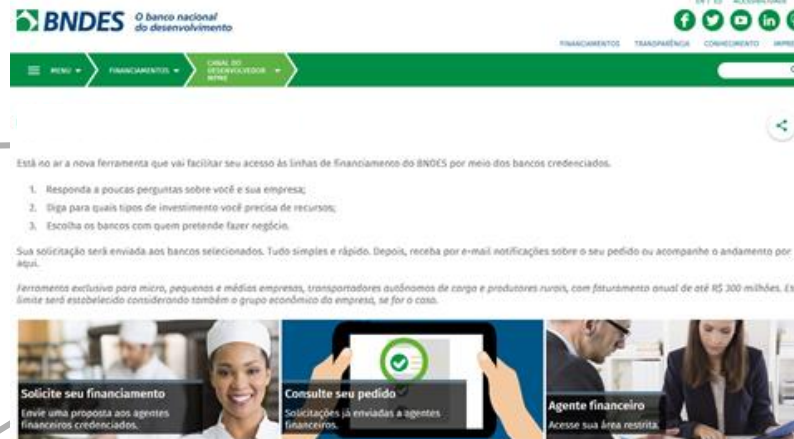 EN | ES ACESSIBILIDADE
BNDES O banco nacional
do desenvolvimento
FINANCIAMENTOS TRANSPARÊNCIA CONHECIMENTO IMPRE
MENU FINANCIAMENTOS CANAL DO
DESENVOLVEDOR
MPME
Está no ar a nova ferramenta que vai facilitar seu acesso às linhas de financiamento do BNDES por meio dos bancos credenciados.
1. Responda a poucas perguntas sobre você e sua empresa;
2. Diga para quais tipos de investimento você precisa de recursos;
3. Escolha os bancos com quem pretende fazer negócio.
Sua solicitação será enviada aos bancos selecionados. Tudo simples e rápido. Depois, receba por e-mail notificações sobre o seu pedido ou acompanhe o andamento por
aqui.
Ferramenta exclusiva para micro, pequenas e médias empresas, transportadores autônomos de carga e produtores rurais, com faturamento anual de até R$ 300 milhões. Es
limite será estabelecido considerando também o grupo econômico da empresa, se for o caso.
Solicite seu financiamento
Envie uma proposta aos agentes
financeiros credenciados.
Consulte seu pedido
Solicitações já enviadas a agentes
financeiros.
Agente financeiro
Acesse sua área restrita.